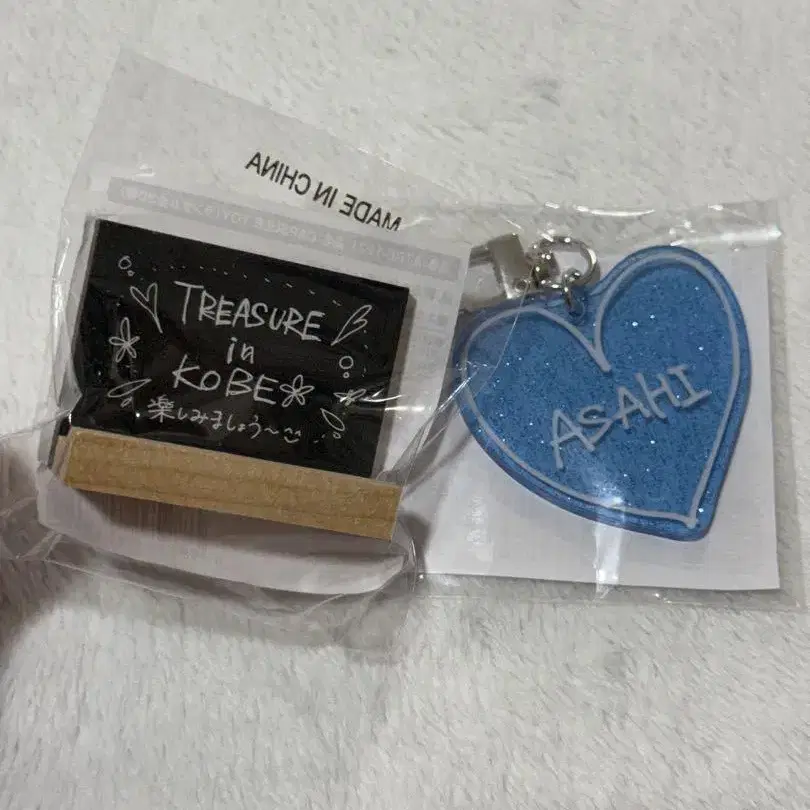 MADE IN CHINA
TREASURE
in
KOBE
楽しみましょう〜
ASAHI